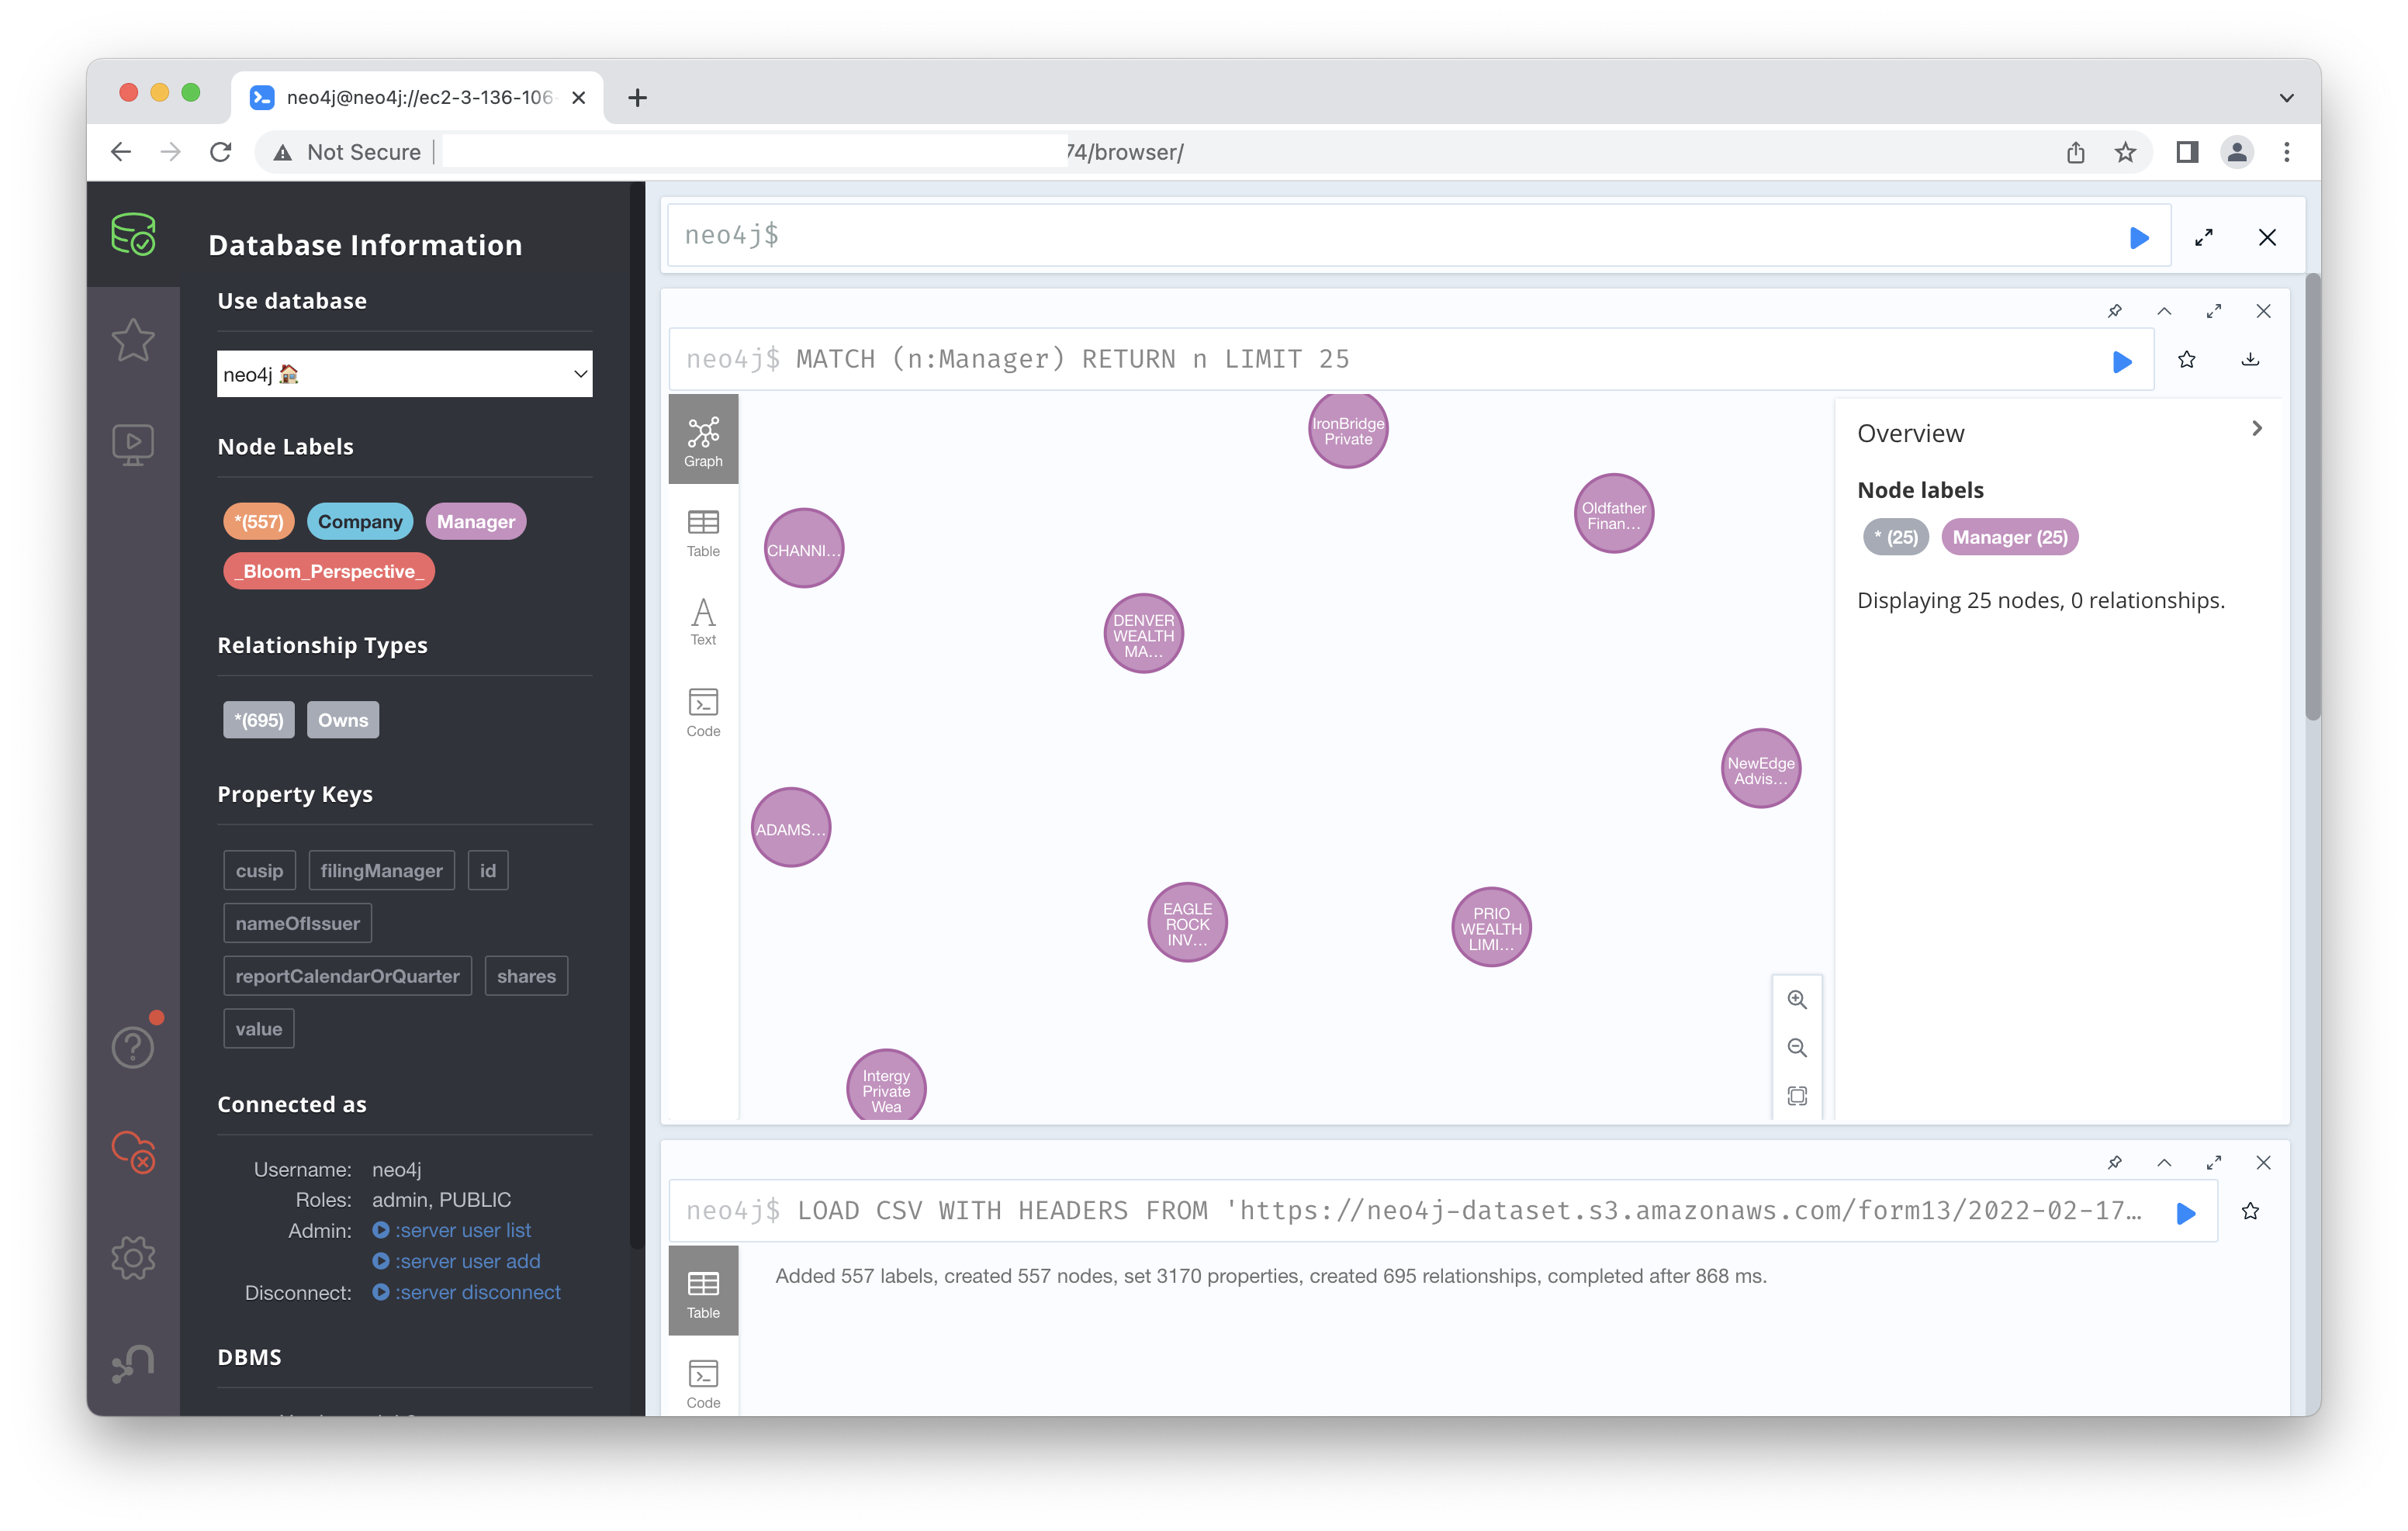 neo4j@neo4j://ec2-3-136-106
Not Secure
74/browser/
Database Information
Use database
neo4j
Node Labels
*(557) Company Manager
_Bloom_Perspective_
Relationship Types
*(695) Owns
Property Keys
cusip filingManager id
nameOfIssuer
reportCalendarOrQuarter shares
value
Connected as
Username: neo4j
Roles: admin, PUBLIC
Admin: :server user list
:server user add
Disconnect: :server disconnect
DBMS
neo4j$
neo4j$ MATCH (n:Manager) RETURN n LIMIT 25
Graph
Table
Text
Code
IronBridge
Private
Oldfather
Finan...
CHANNI...
DENVER
WEALTH
MA...
NewEdge
Advis...
ADAMS...
EAGLE
ROCK
INV...
PRIO
WEALTH
LIMI...
Intergy
Private
Wea
Overview
Node labels
* (25) Manager (25)
Displaying 25 nodes, 0 relationships.
neo4j$ LOAD CSV WITH HEADERS FROM 'https://neo4j-dataset.s3.amazonaws.com/form13/2022-02-17...
Table
Code
Added 557 labels, created 557 nodes, set 3170 properties, created 695 relationships, completed after 868 ms.